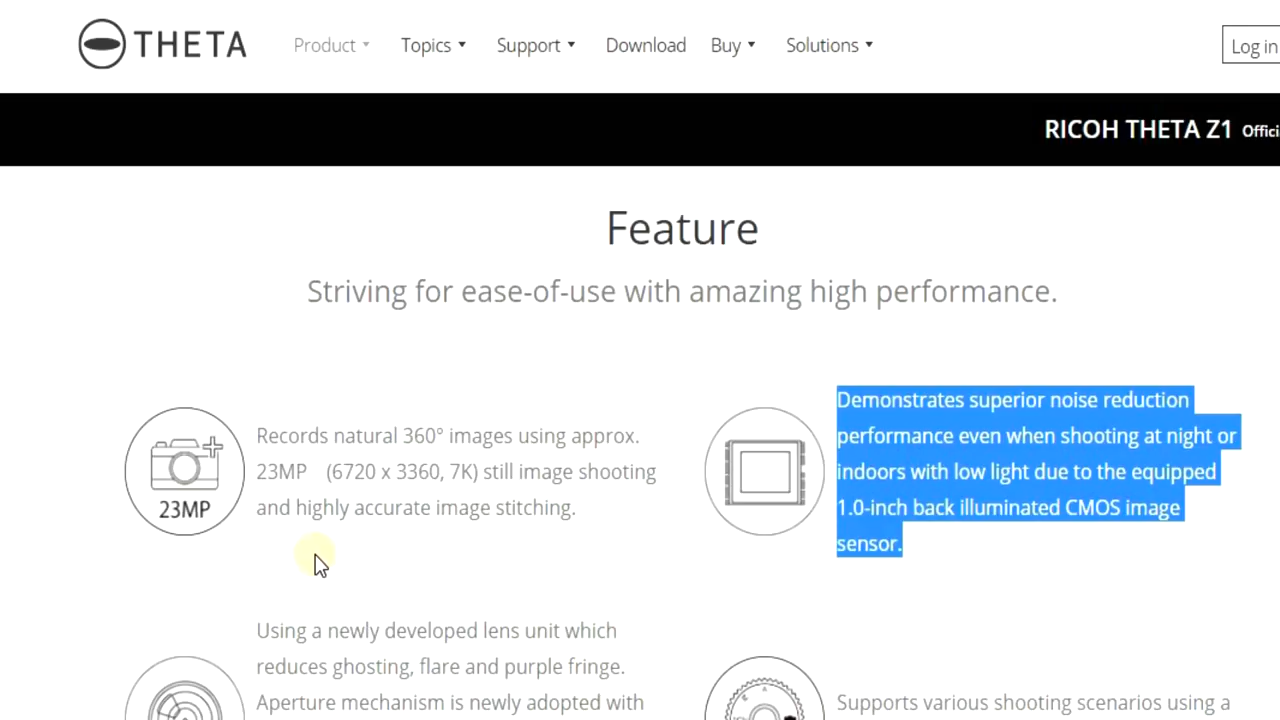 THETA
Product Topics Support Download Buy Solutions
Log in
RICOH THETA Z1
Feature
Striving for ease-of-use with amazing high performance.
23MP
Records natural 360° images using approx.
23MP (6720 x 3360, 7K) still image shooting
and highly accurate image stitching.
Demonstrates superior noise reduction
performance even when shooting at night or
indoors with low light due to the equipped
1.0-inch back illuminated CMOS image
sensor.
Using a newly developed lens unit which
reduces ghosting, flare and purple fringe.
Aperture mechanism is newly adopted with
Supports various shooting scenarios using a